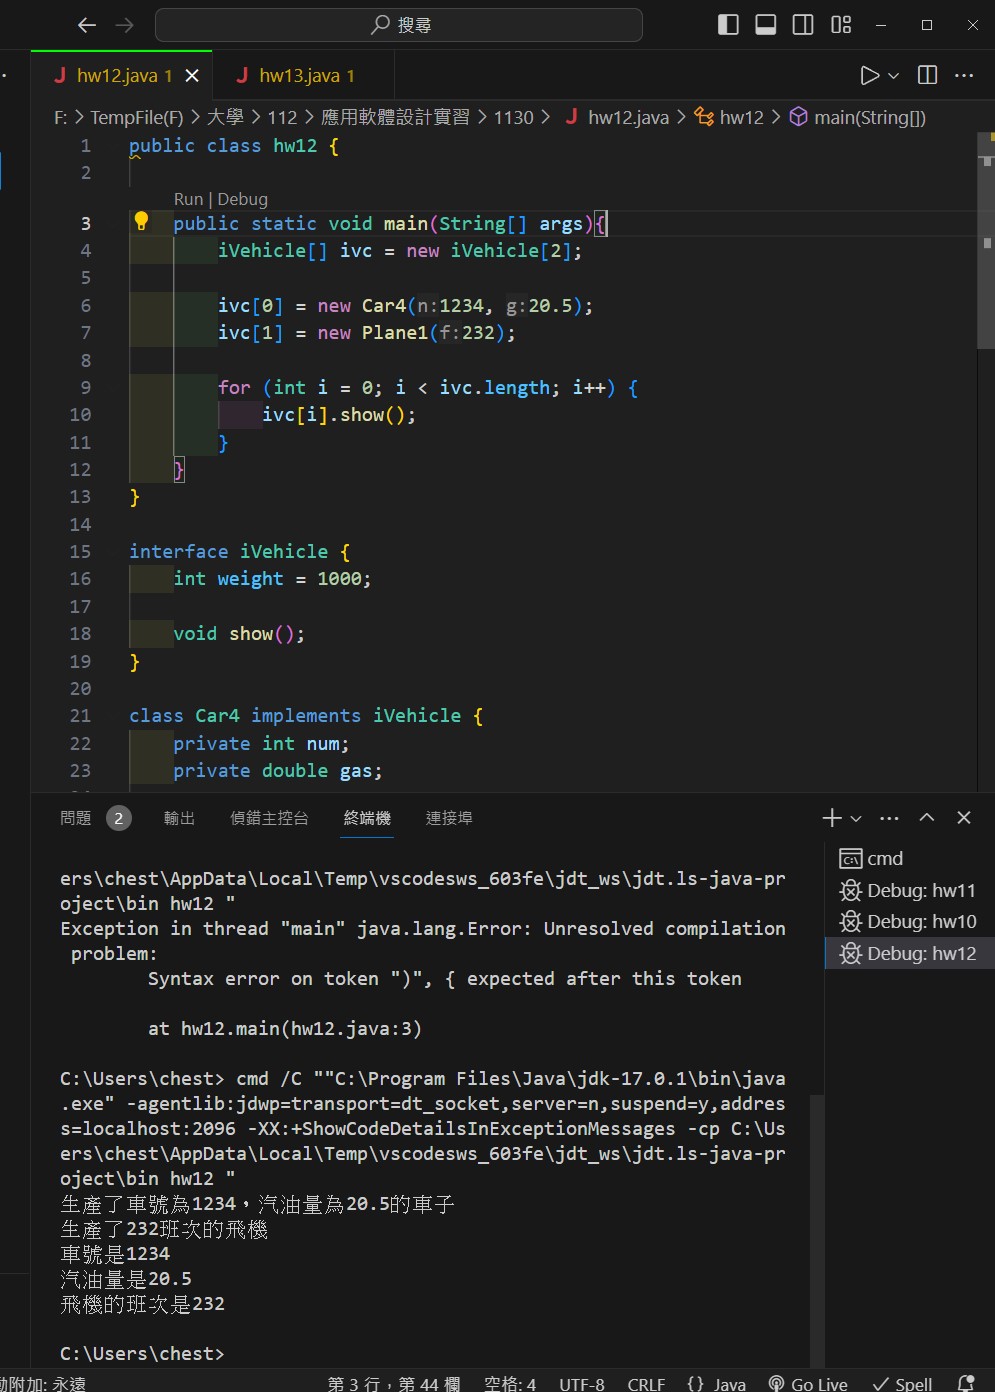 搜尋
hw12.java 1
hw13.java 1
F: > TempFile(F) > 大學 > 112 > 應用軟體設計實習 > 1130 > hw12.java > hw12 > main(String[])
1 public class hw12 {
2
Run | Debug
3 public static void main(String[] args){
4 iVehicle[] ivc = new iVehicle[2];
5
6 ivc[0] = new Car4(n:1234, g:20.5);
7 ivc[1] = new Plane1(f:232);
8
9 for (int i = 0; i < ivc.length; i++) {
10 ivc[i].show();
11 }
12 }
13 }
14
15 interface iVehicle {
16 int weight = 1000;
17
18 void show();
19 }
20
21 class Car4 implements iVehicle {
22 private int num;
23 private double gas;
問題 2 輸出 偵錯主控台 終端機 連接埠
ers\chest\AppData\Local\Temp\vscodesws_603fe\jdt_ws\jdt.ls-java-pr
oject\bin hw12 "
Exception in thread "main" java.lang.Error: Unresolved compilation
problem:
Syntax error on token ")", { expected after this token
at hw12.main(hw12.java:3)
C:\Users\chest> cmd /C ""C:\Program Files\Java\jdk-17.0.1\bin\java
.exe" -agentlib:jdwp=transport=dt_socket,server=n,suspend=y,addres
s=localhost:2096 -XX:+ShowCodeDetailsInExceptionMessages -cp C:\Us
ers\chest\AppData\Local\Temp\vscodesws_603fe\jdt_ws\jdt.ls-java-pr
oject\bin hw12 "
生產了車號為1234，汽油量為20.5的車子
生產了232班次的飛機
車號是1234
汽油量是20.5
飛機的班次是232
C:\Users\chest>
cmd
Debug: hw11
Debug: hw10
Debug: hw12
附加: 永遠 第 3 行，第 44 欄 空格: 4 UTF-8 CRLF {} Java Go Live Spell